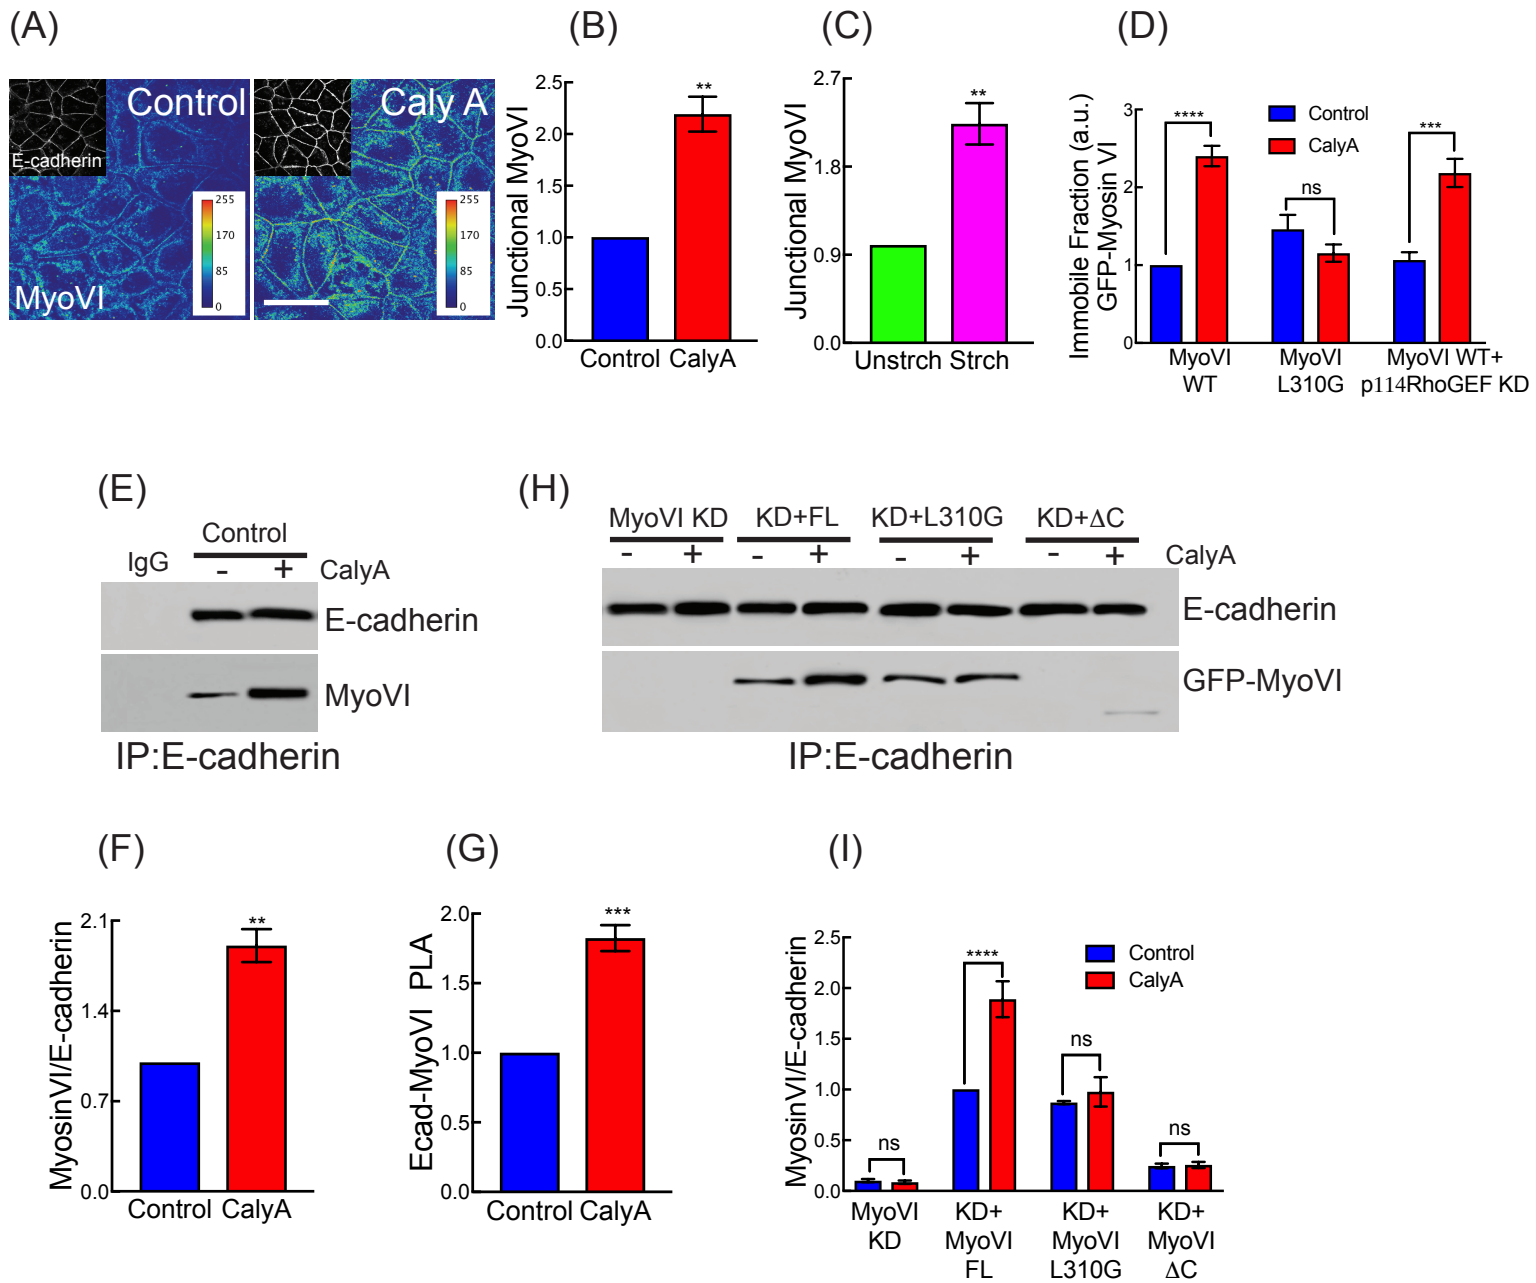 (A)
Control
E-cadherin
MyoVI
255
170
85
0
Caly A
255
170
85
0
(B)
Junctional MyoVI
2.5
2.0
1.5
1.0
0.5
0.0
**
Control CalyA
(C)
Junctional MyoVI
2.7
1.8
0.9
0.0
**
Unstrch Strch
(D)
Immobile Fraction (a.u.)
GFP-Myosin VI
3
2
1
0
Control
CalyA
****
ns
***
MyoVI
WT
MyoVI
L310G
MyoVI WT+
p114RhoGEF KD
(E)
Control
IgG - + CalyA
E-cadherin
MyoVI
IP:E-cadherin
(H)
MyoVI KD KD+FL KD+L310G KD+ΔC
- + - + - + - + CalyA
E-cadherin
GFP-MyoVI
IP:E-cadherin
(F)
MyosinVI/E-cadherin
2.1
1.4
0.7
0.0
**
Control CalyA
(G)
Ecad-MyoVI PLA
2.0
1.5
1.0
0.5
0.0
***
Control CalyA
(I)
MyosinVI/E-cadherin
2.5
2.0
1.5
1.0
0.5
0.0
Control
CalyA
ns
****
ns
ns
MyoVI
KD
KD+
MyoVI
FL
KD+
MyoVI
L310G
KD+
MyoVI
ΔC